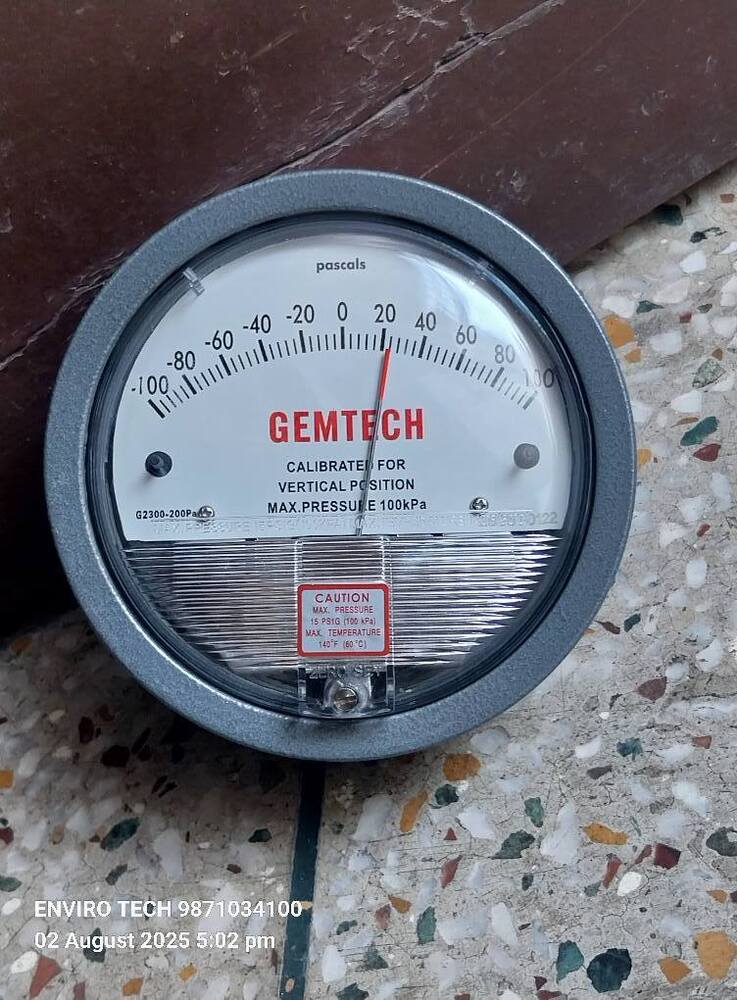 pascals
-100 -80 -60 -40 -20 0 20 40 60 80 100
GEMTECH
CALIBRATED FOR
VERTICAL POSITION
MAX.PRESSURE 100kPa
G2300-200Pa
CAUTION
MAX. PRESSURE
15 PSIG (100 kPa)
MAX. TEMPERATURE
140°F (60°C)
ZERO SET
ENVIRO TECH 9871034100
02 August 2025 5:02 pm